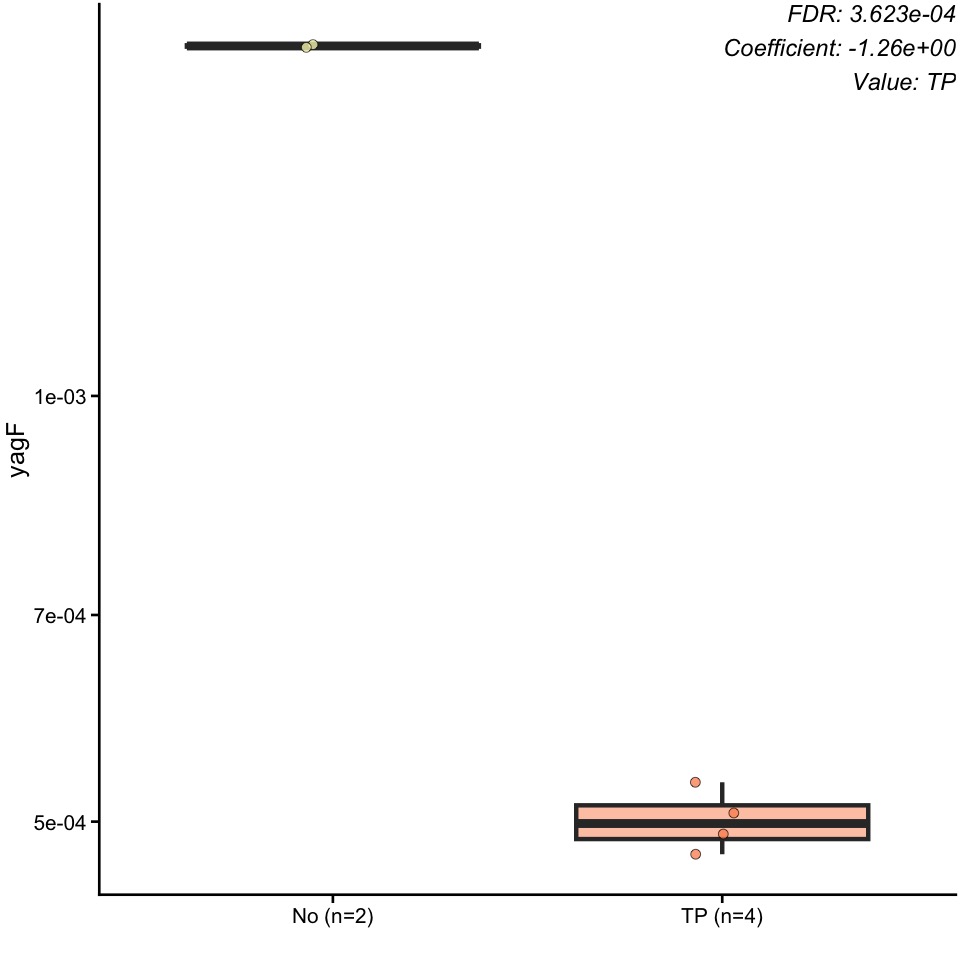 FDR: 3.623e-04
Coefficient: -1.26e+00
Value: TP
yagF
1e-03
7e-04
5e-04
No (n=2)
TP (n=4)